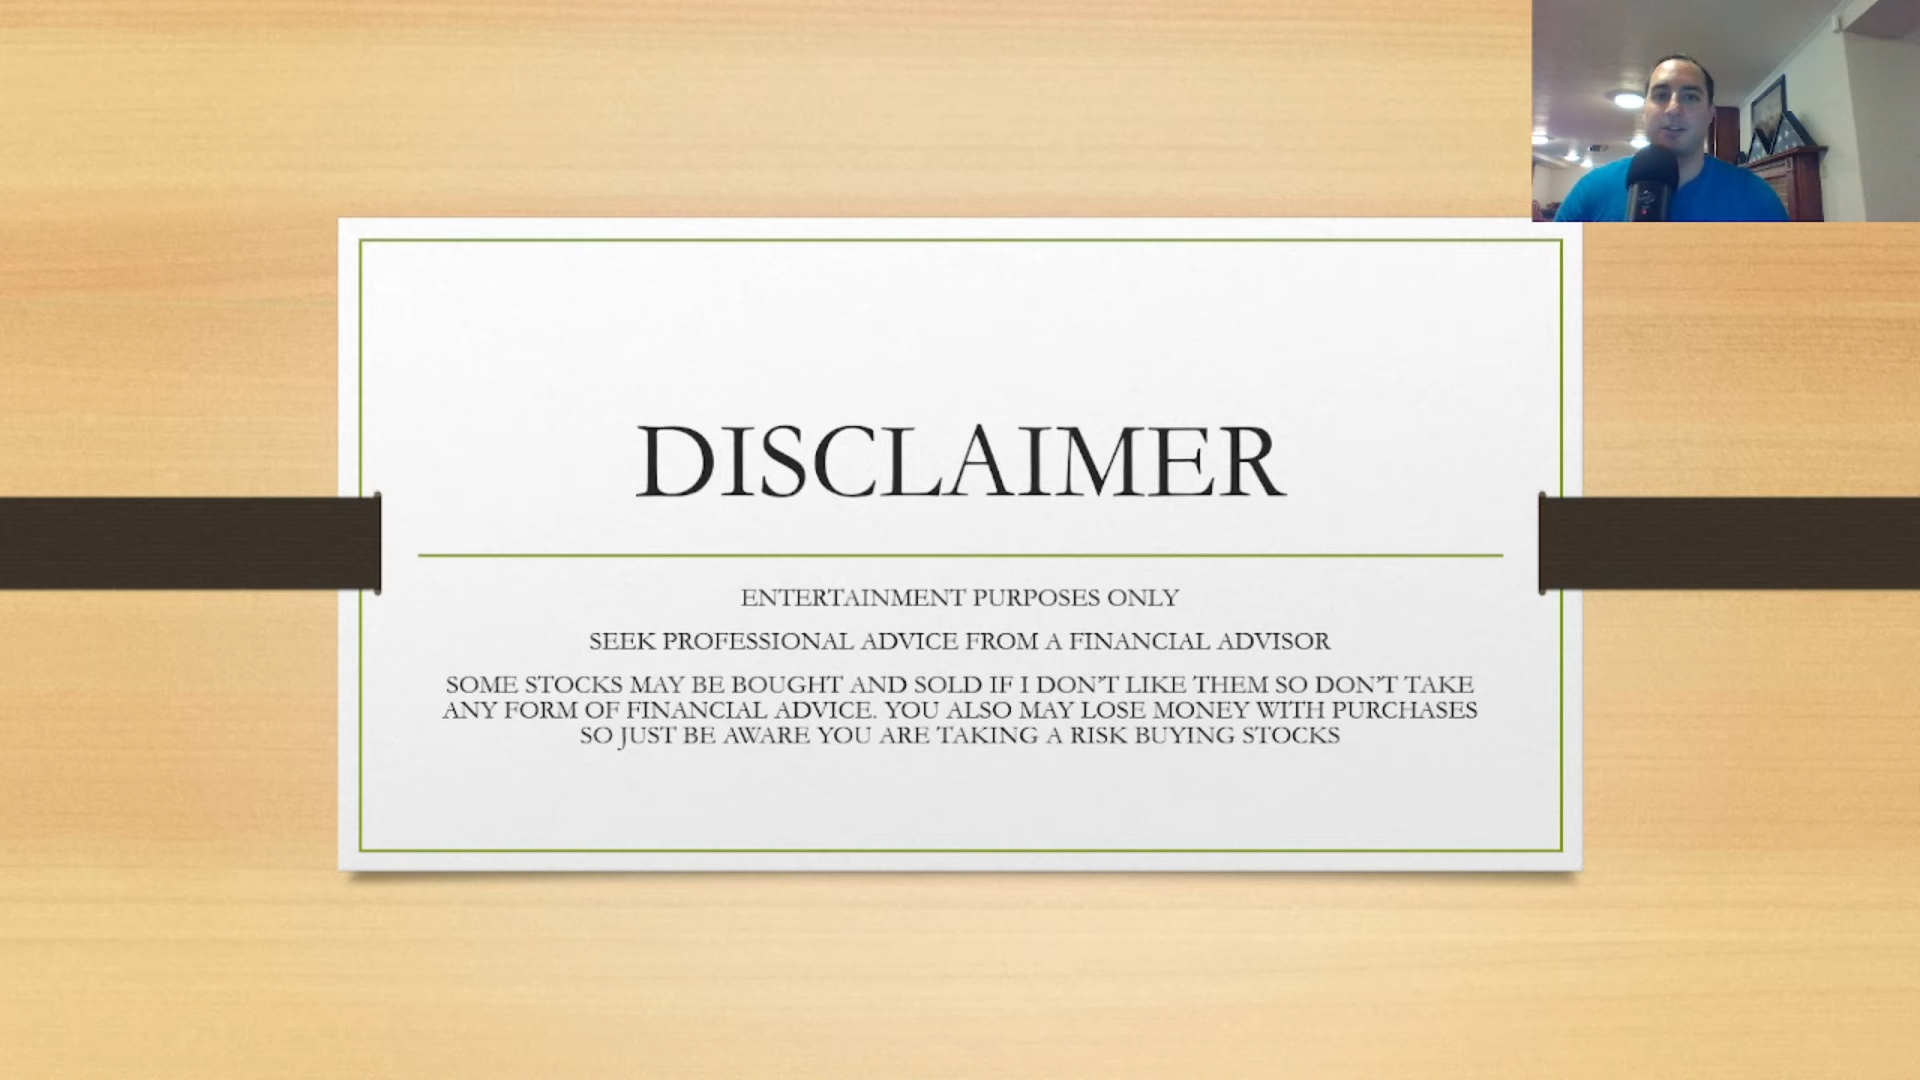 DISCLAIMER
ENTERTAINMENT PURPOSES ONLY
SEEK PROFESSIONAL ADVICE FROM A FINANCIAL ADVISOR
SOME STOCKS MAY BE BOUGHT AND SOLD IF I DON'T LIKE THEM SO DON'T TAKE
ANY FORM OF FINANCIAL ADVICE. YOU ALSO MAY LOSE MONEY WITH PURCHASES
SO JUST BE AWARE YOU ARE TAKING A RISK BUYING STOCKS